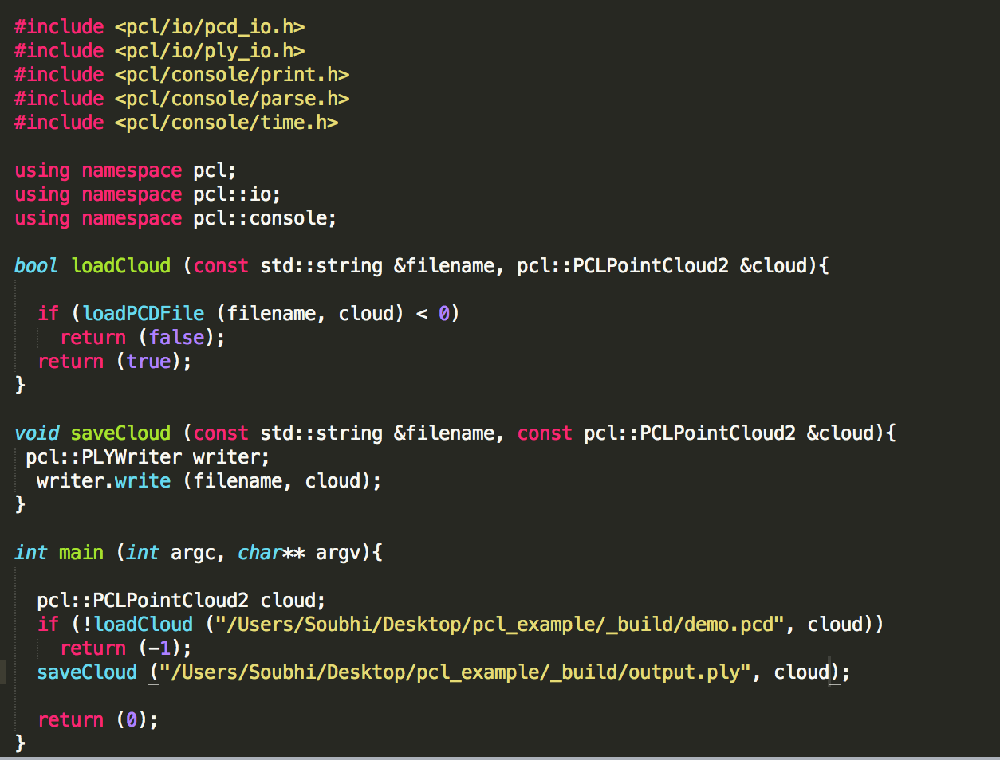 #include <pcl/io/pcd_io.h>
#include <pcl/io/ply_io.h>
#include <pcl/console/print.h>
#include <pcl/console/parse.h>
#include <pcl/console/time.h>

using namespace pcl;
using namespace pcl::io;
using namespace pcl::console;

bool loadCloud (const std::string &filename, pcl::PCLPointCloud2 &cloud){

  if (loadPCDFile (filename, cloud) < 0)
    return (false);
  return (true);
}

void saveCloud (const std::string &filename, const pcl::PCLPointCloud2 &cloud){
 pcl::PLYWriter writer;
  writer.write (filename, cloud);
}

int main (int argc, char** argv){

  pcl::PCLPointCloud2 cloud;
  if (!loadCloud ("/Users/Soubhi/Desktop/pcl_example/_build/demo.pcd", cloud))
    return (-1);
  saveCloud ("/Users/Soubhi/Desktop/pcl_example/_build/output.ply", cloud);

  return (0);
}